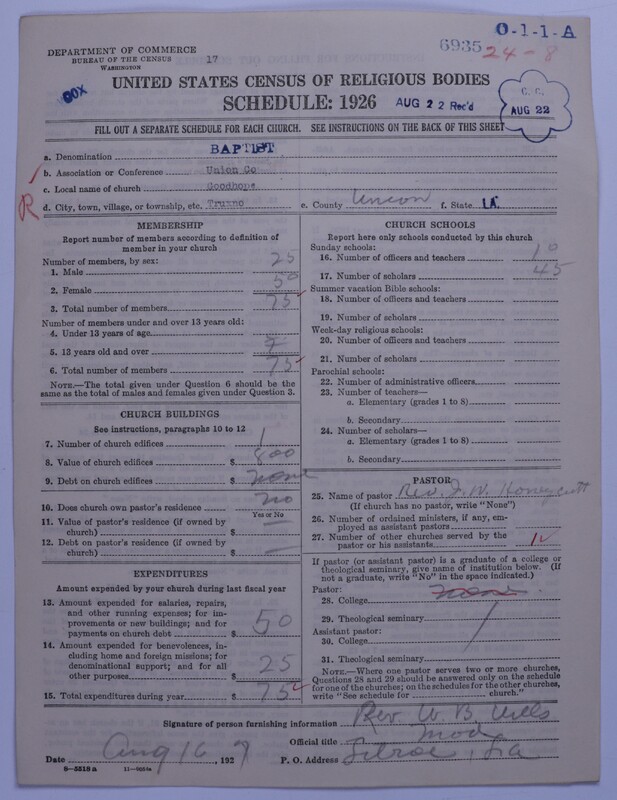 O-1-1-A
6935 24-8
DEPARTMENT OF COMMERCE
BUREAU OF THE CENSUS 17
WASHINGTON
UNITED STATES CENSUS OF RELIGIOUS BODIES
SCHEDULE: 1926 AUG 22 Rec'd
C. C.
AUG 22
FILL OUT A SEPARATE SCHEDULE FOR EACH CHURCH. SEE INSTRUCTIONS ON THE BACK OF THIS SHEET
a. Denomination BAPTIST
b. Association or Conference Union Co
c. Local name of church Goodhope
R d. City, town, village, or township, etc. Truxno e. County Union f. State LA.
MEMBERSHIP
Report number of members according to definition of
member in your church
Number of members, by sex:
1. Male 25
2. Female 50
3. Total number of members 75
Number of members under and over 13 years old:
4. Under 13 years of age
5. 13 years old and over
6. Total number of members 75
NOTE.—The total given under Question 6 should be
same as the total of males and females given under Question 3.
CHURCH BUILDINGS
See instructions, paragraphs 10 to 12
7. Number of church edifices 1
8. Value of church edifices $ 800
9. Debt on church edifices $ none
10. Does church own pastor's residence no
Yes or No
11. Value of pastor's residence (if owned by
church) $
12. Debt on pastor's residence (if owned by
church) $
EXPENDITURES
Amount expended by your church during last fiscal year
13. Amount expended for salaries, repairs,
and other running expenses; for im-
provements or new buildings; and for
payments on church debt $ 50
14. Amount expended for benevolences, in-
cluding home and foreign missions; for
denominational support; and for all
other purposes $ 25
15. Total expenditures during year $ 75
CHURCH SCHOOLS
Report here only schools conducted by this church
Sunday schools:
16. Number of officers and teachers 10
17. Number of scholars 45
Summer vacation Bible schools:
18. Number of officers and teachers
19. Number of scholars
Week-day religious schools:
20. Number of officers and teachers
21. Number of scholars
Parochial schools:
22. Number of administrative officers
23. Number of teachers—
a. Elementary (grades 1 to 8)
b. Secondary
24. Number of scholars—
a. Elementary (grades 1 to 8)
b. Secondary
PASTOR
25. Name of pastor Rev. J. W. Honeycutt
(If church has no pastor, write "None")
26. Number of ordained ministers, if any, em-
ployed as assistant pastors
27. Number of other churches served by the
pastor or his assistants
If pastor (or assistant pastor) is a graduate of a college or
theological seminary, give name of institution below. (If
not a graduate, write "No" in the space indicated.)
Pastor:
28. College none
29. Theological seminary
Assistant pastor:
30. College
31. Theological seminary
NOTE.—Where one pastor serves two or more churches,
Questions 28 and 29 should be answered only on the schedule
for one of the churches; on the schedules for the other churches,
write "See schedule for church."
Signature of person furnishing information Rev. W. B.
Official title Mod
Date Aug 16, 1927 P. O. Address La
8—5518a 11—9054a